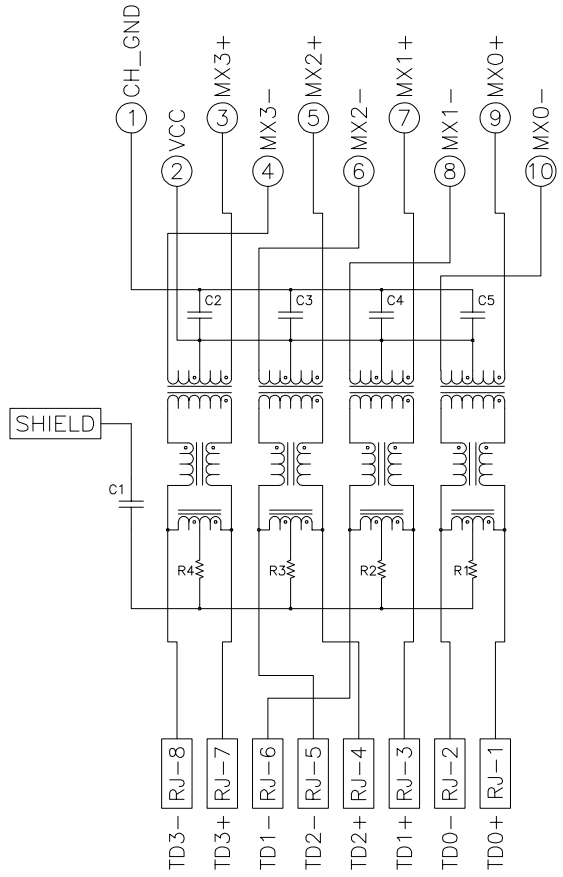 CH_GND
1
VCC
2
MX3+
3
MX3-
4
MX2+
5
MX2-
6
MX1+
7
MX1-
8
MX0+
9
MX0-
10
C2
C3
C4
C5
SHIELD
C1
R4
R3
R2
R1
RJ-8
RJ-7
RJ-6
RJ-5
RJ-4
RJ-3
RJ-2
RJ-1
TD3-
TD3+
TD1-
TD2-
TD2+
TD1+
TD0-
TD0+